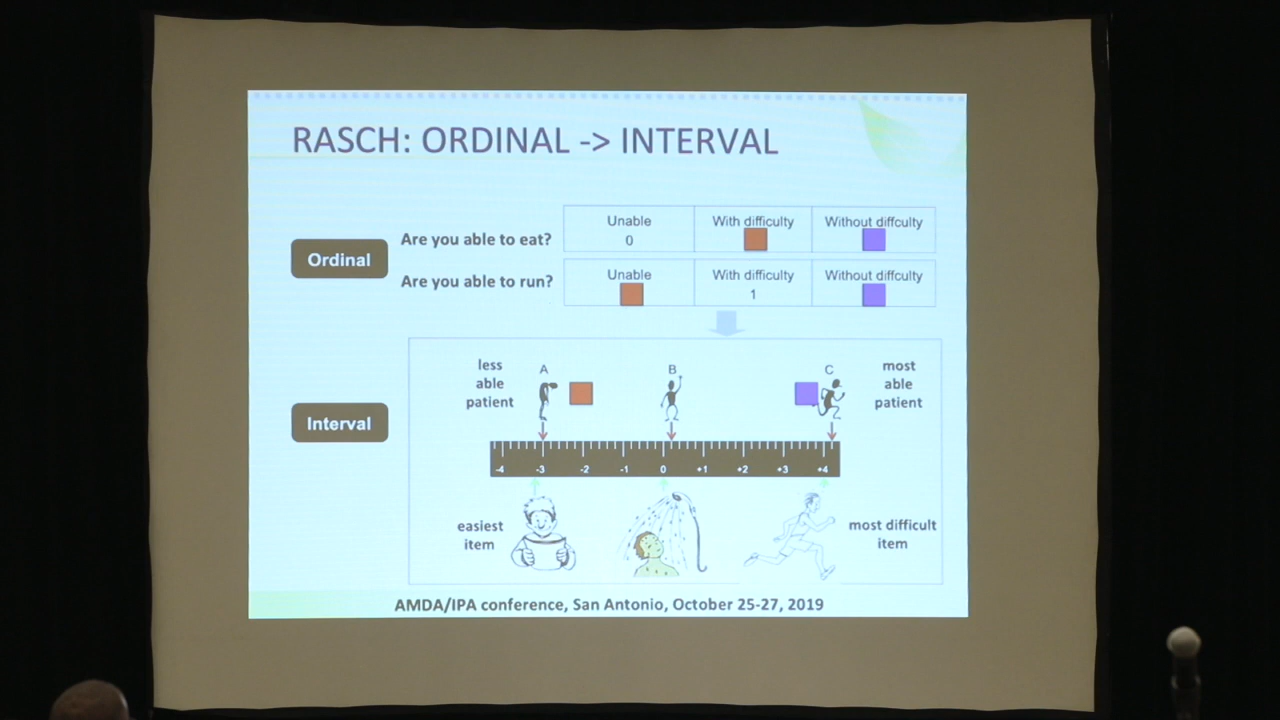 RASCH: ORDINAL -> INTERVAL
Ordinal
Are you able to eat?
Unable
0
With difficulty
Without diffculty
Are you able to run?
Unable
With difficulty
1
Without diffculty
Interval
less
able
patient
A
B
C
most
able
patient
-4 -3 -2 -1 0 +1 +2 +3 +4
easiest
item
most difficult
item
AMDA/IPA conference, San Antonio, October 25-27, 2019